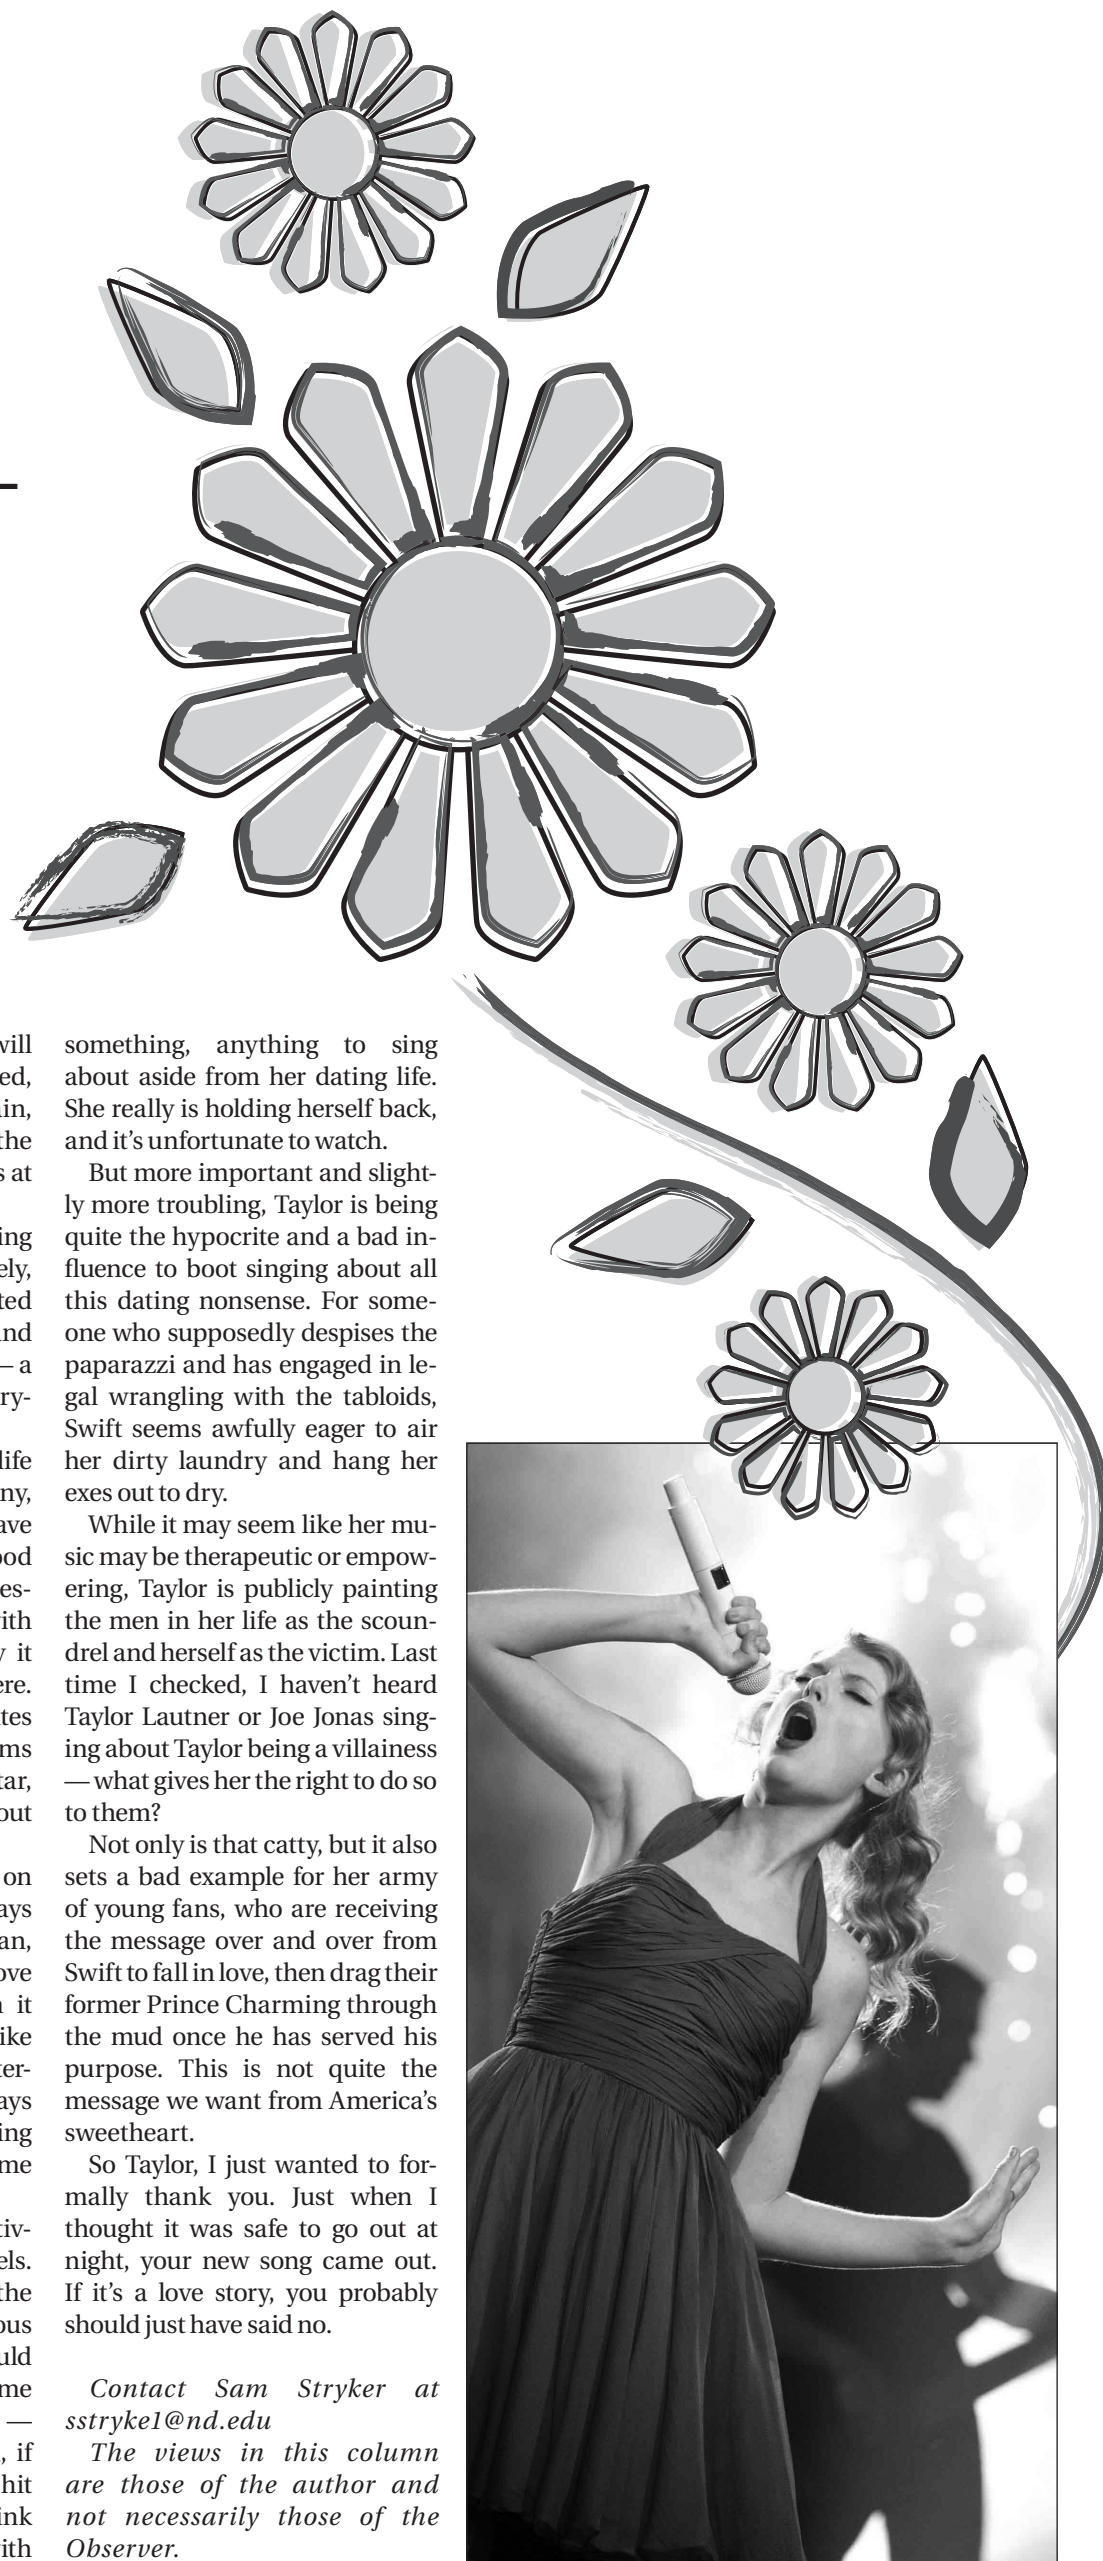 something, anything to sing
about aside from her dating life.
She really is holding herself back,
and it's unfortunate to watch.
But more important and slight-
ly more troubling, Taylor is being
quite the hypocrite and a bad in-
fluence to boot singing about all
this dating nonsense. For some-
one who supposedly despises the
paparazzi and has engaged in le-
gal wrangling with the tabloids,
Swift seems awfully eager to air
her dirty laundry and hang her
exes out to dry.
While it may seem like her mu-
sic may be therapeutic or empow-
ering, Taylor is publicly painting
the men in her life as the scoun-
drel and herself as the victim. Last
time I checked, I haven't heard
Taylor Lautner or Joe Jonas sing-
ing about Taylor being a villainess
— what gives her the right to do so
to them?
Not only is that catty, but it also
sets a bad example for her army
of young fans, who are receiving
the message over and over from
Swift to fall in love, then drag their
former Prince Charming through
the mud once he has served his
purpose. This is not quite the
message we want from America's
sweetheart.
So Taylor, I just wanted to for-
mally thank you. Just when I
thought it was safe to go out at
night, your new song came out.
If it's a love story, you probably
should just have said no.
Contact Sam Stryker at
sstryke1@nd.edu
The views in this column
are those of the author and
not necessarily those of the
Observer.